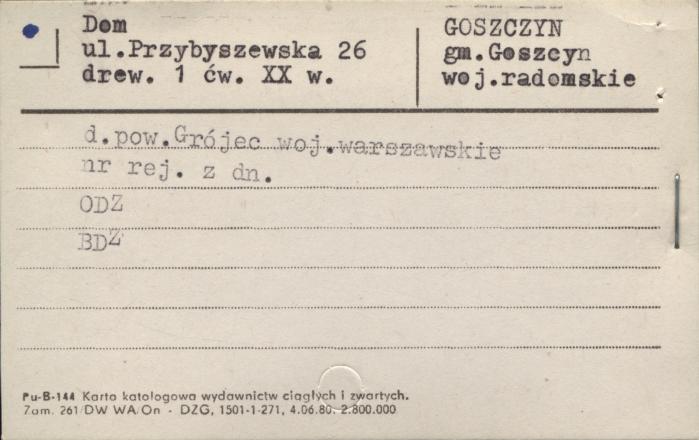 Dom
ul.Przybyszewska 26
drew. 1 ćw. XX w.
GOSZCZYN
gm.Goszcyn
woj.radomskie
d.pow.Grójec woj.warszawskie
nr rej. z dn.
ODZ
BDZ
Pu-B-144 Karta katalogowa wydawnictw ciągłych i zwartych.
Zam. 261/DW WA/On - DZG, 1501-1-271, 4.06.80. 2.800.000